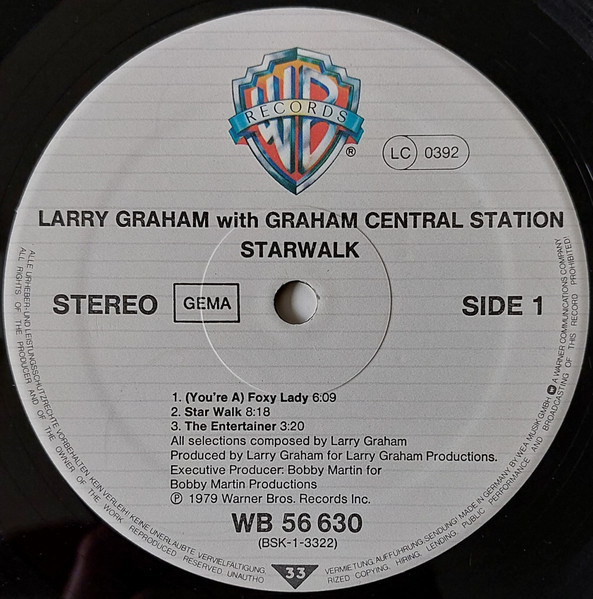 WB
RECORDS
®
LC 0392
LARRY GRAHAM with GRAHAM CENTRAL STATION
STARWALK
STEREO GEMA SIDE 1
1. (You're A) Foxy Lady 6:09
2. Star Walk 8:18
3. The Entertainer 3:20
All selections composed by Larry Graham
Produced by Larry Graham for Larry Graham Productions.
Executive Producer: Bobby Martin for
Bobby Martin Productions
Ⓟ 1979 Warner Bros. Records Inc.
WB 56 630
(BSK-1-3322)
33
ALLE URHEBER- UND LEISTUNGSSCHUTZRECHTE VORBEHALTEN. KEIN VERLEIH! KEINE UNERLAUBTE VERVIELFÄLTIGUNG, VERMIETUNG, AUFFÜHRUNG, SENDUNG! MADE IN GERMANY BY WEA MUSIK GMBH A WARNER COMMUNICATIONS COMPANY
ALL RIGHTS OF THE PRODUCER AND OF THE OWNER OF THE WORK REPRODUCED RESERVED. UNAUTHORIZED COPYING, HIRING, LENDING, PUBLIC PERFORMANCE AND BROADCASTING OF THIS RECORD PROHIBITED!